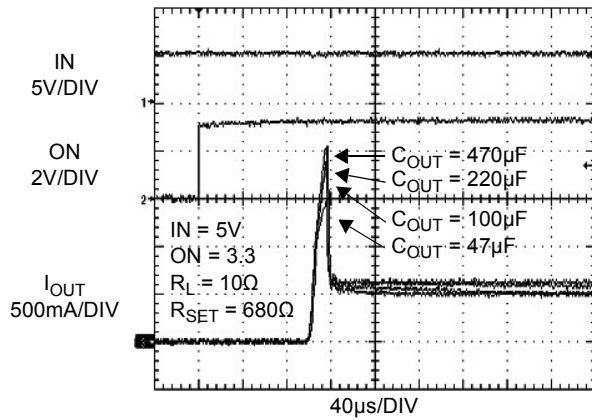 IN
5V/DIV
1
ON
2V/DIV
2
C_OUT = 470µF
C_OUT = 220µF
C_OUT = 100µF
C_OUT = 47µF
IN = 5V
ON = 3.3
R_L = 10Ω
R_SET = 680Ω
I_OUT
500mA/DIV
40µs/DIV